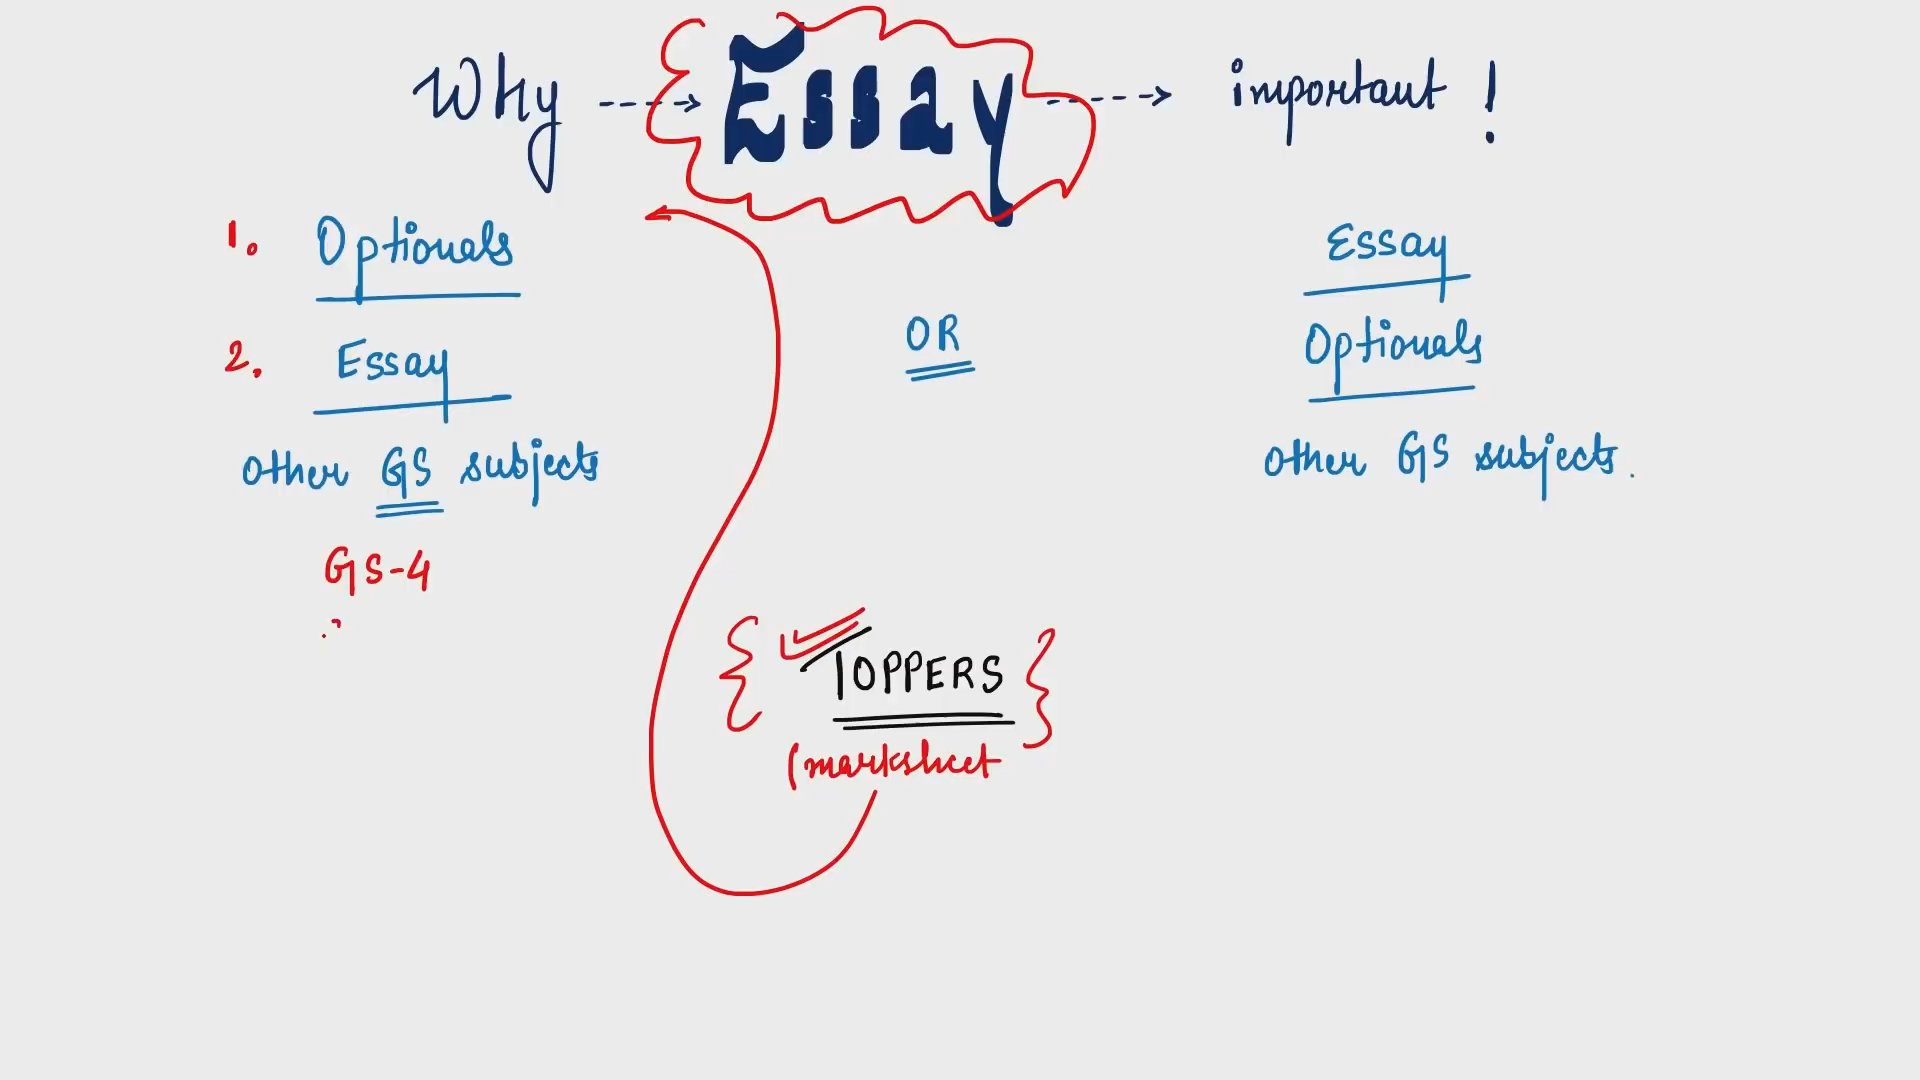 Why Essay important !
1. Optionals
2. Essay
other GS subjects
GS-4
OR
Essay
Optionals
other GS subjects.
TOPPERS
(marksheet